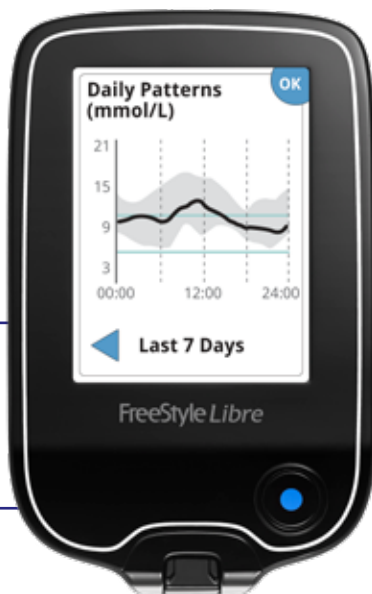 Daily Patterns
(mmol/L)
OK
21
15
9
3
00:00 12:00 24:00
Last 7 Days
FreeStyle Libre